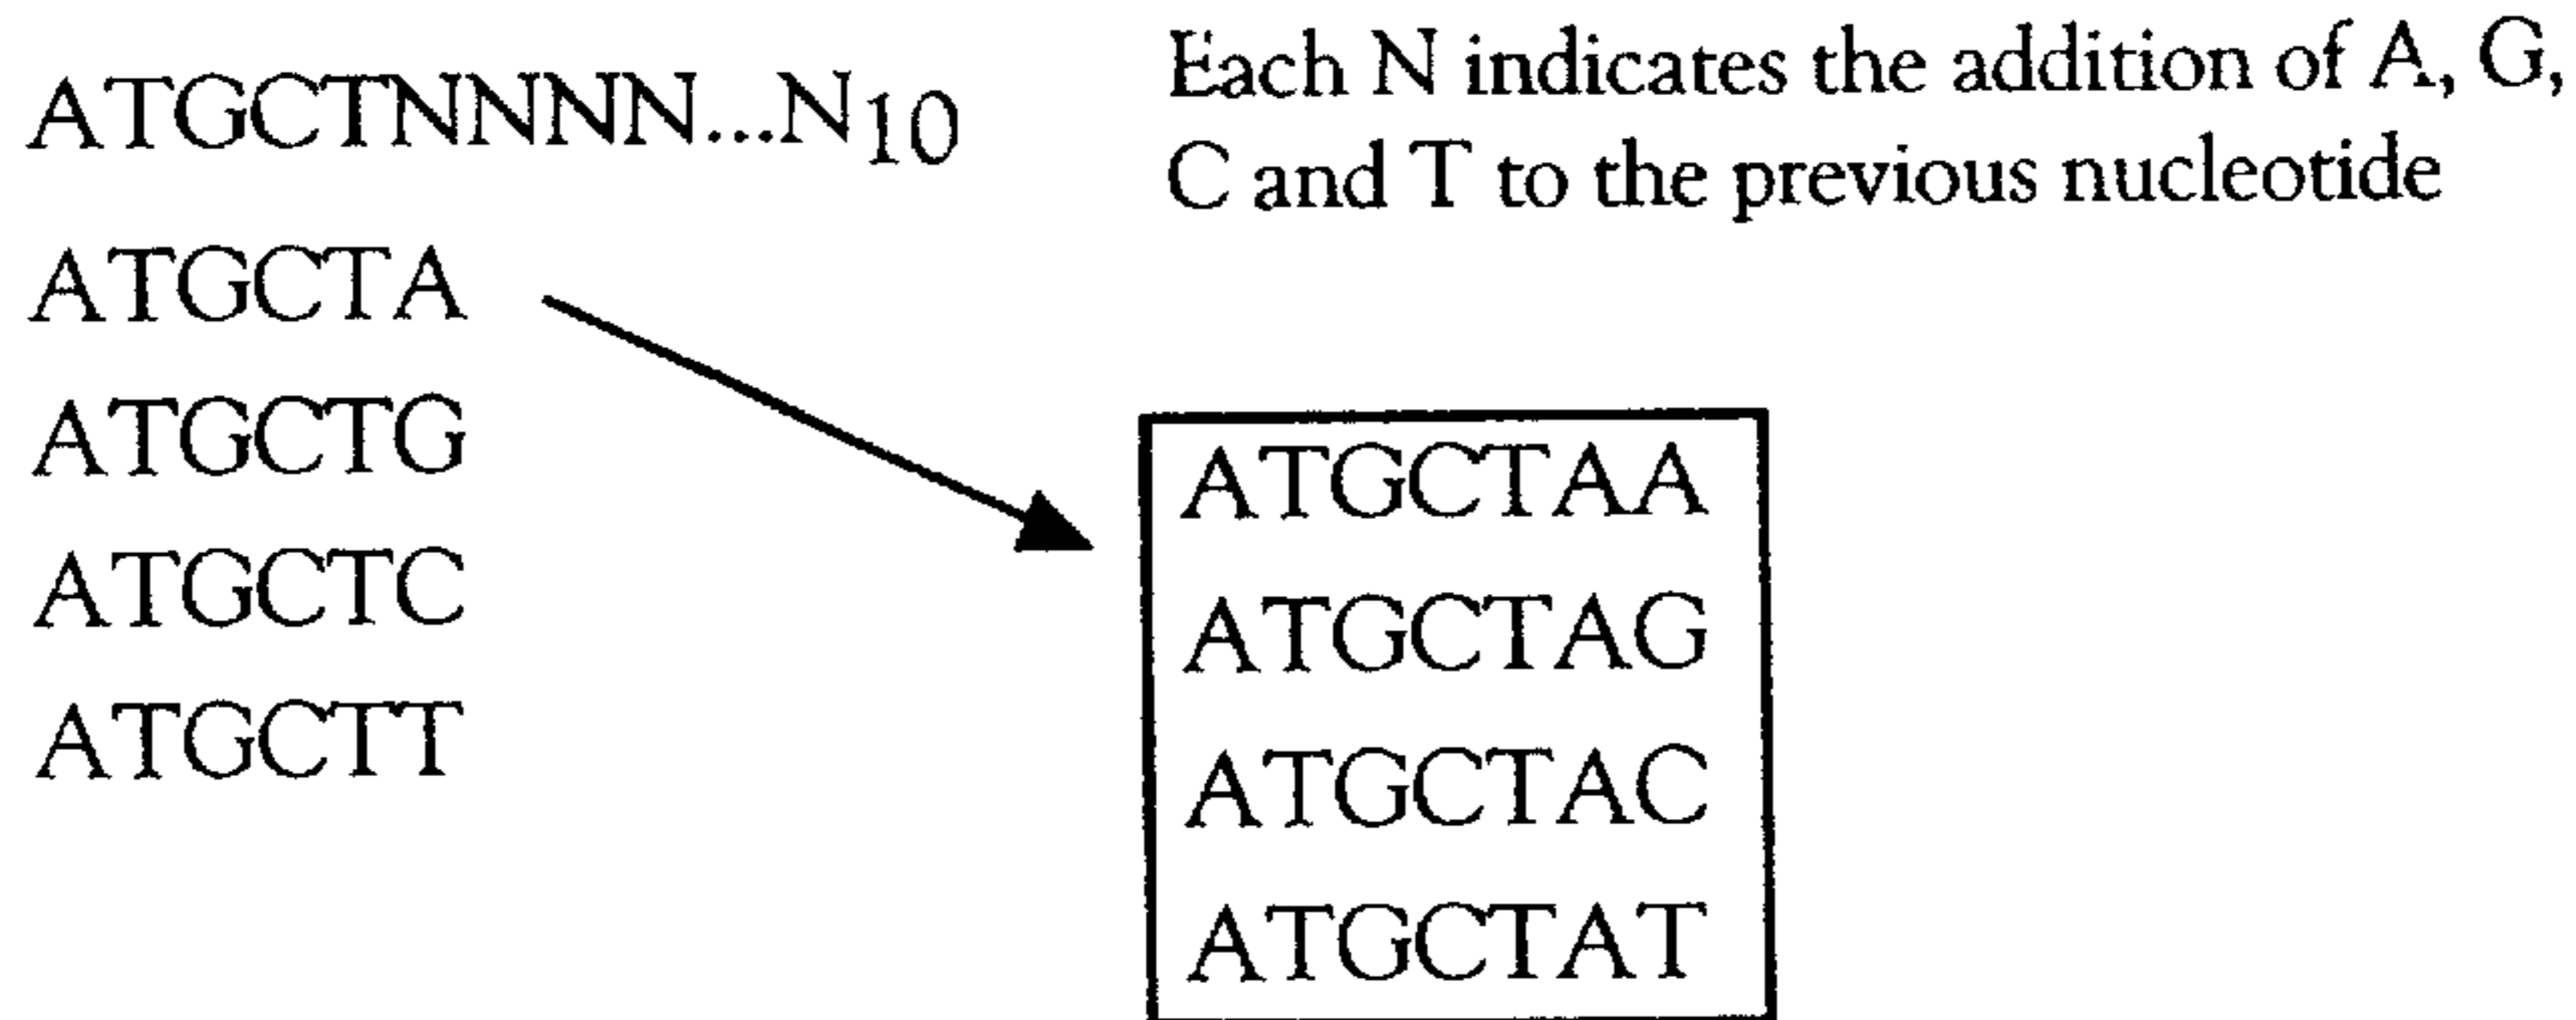 ATGCTNNNN...N10
Each N indicates the addition of A, G,
C and T to the previous nucleotide
ATGCTA
ATGCTG
ATGCTC
ATGCTT
ATGCTAA
ATGCTAG
ATGCTAC
ATGCTAT